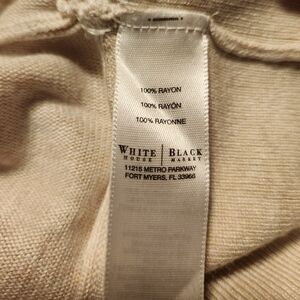 100% RAYON
100% RAYÓN
100% RAYONNE
WHITE | BLACK
HOUSE | MARKET
11215 METRO PARKWAY
FORT MYERS, FL 33966